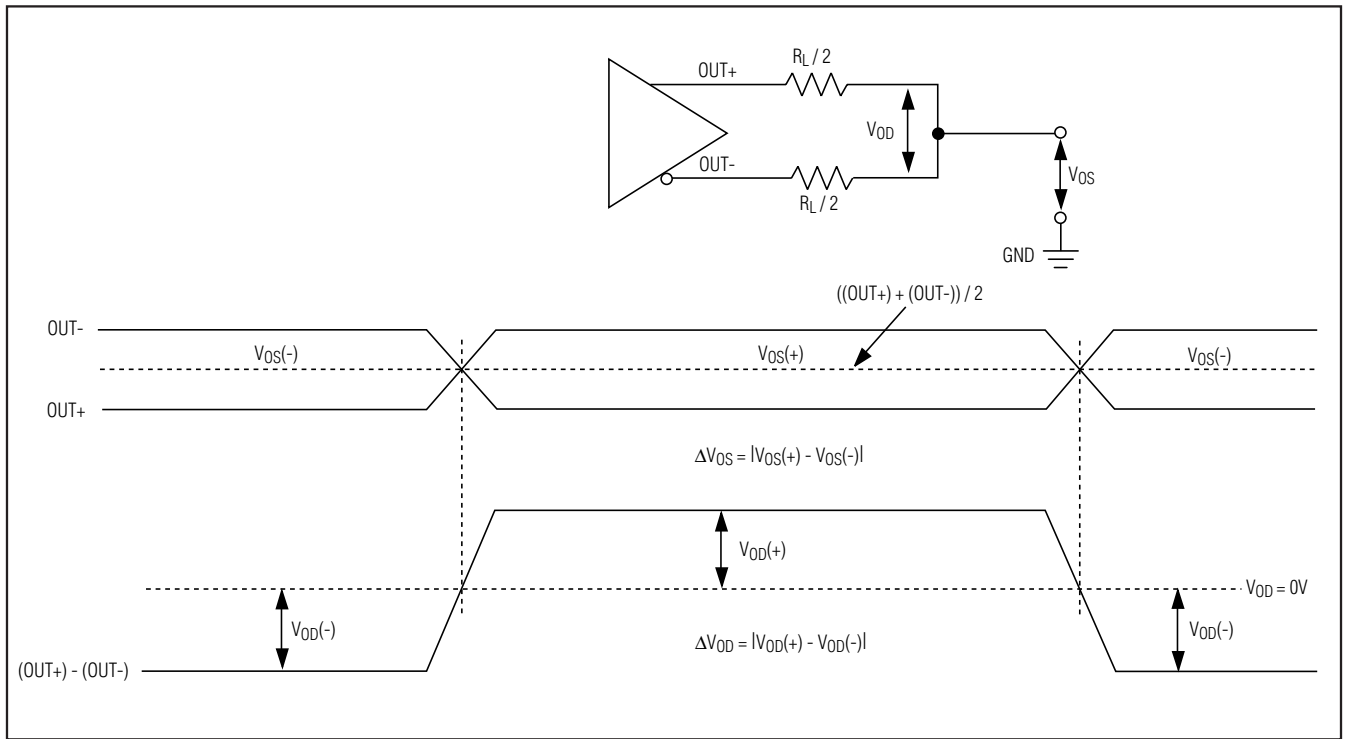 R_L / 2
OUT+
V_OD
OUT-
R_L / 2
V_OS
GND
((OUT+) + (OUT-)) / 2
OUT-
V_OS(-)
V_OS(+)
V_OS(-)
OUT+
ΔV_OS = |V_OS(+) - V_OS(-)|
V_OD(+)
V_OD = 0V
V_OD(-)
V_OD(-)
ΔV_OD = |V_OD(+) - V_OD(-)|
(OUT+) - (OUT-)